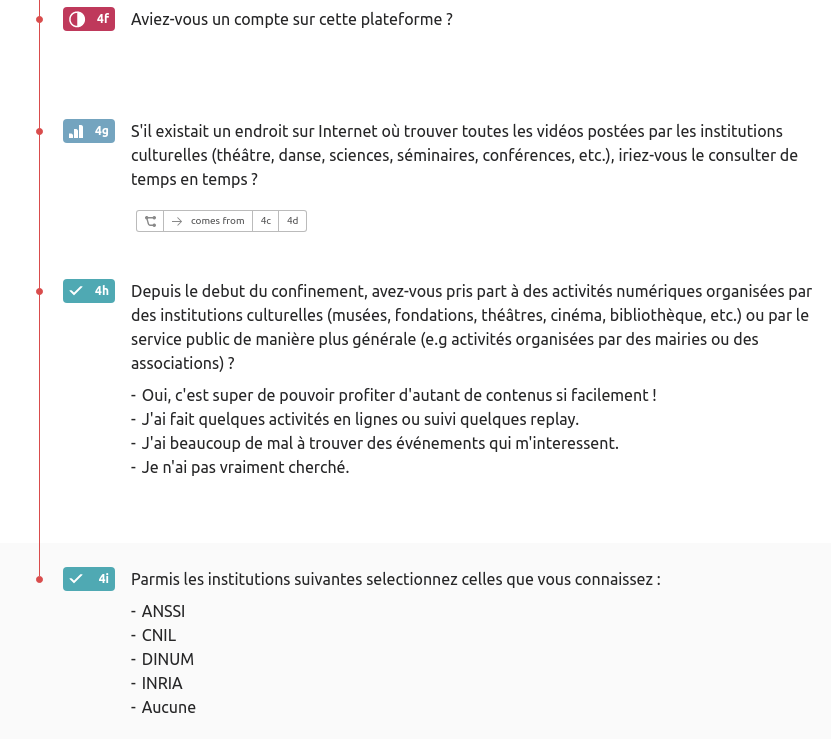 4f Aviez-vous un compte sur cette plateforme ?
4g S'il existait un endroit sur Internet où trouver toutes les vidéos postées par les institutions
culturelles (théâtre, danse, sciences, séminaires, conférences, etc.), iriez-vous le consulter de
temps en temps ?
comes from 4c 4d
4h Depuis le debut du confinement, avez-vous pris part à des activités numériques organisées par
des institutions culturelles (musées, fondations, théâtres, cinéma, bibliothèque, etc.) ou par le
service public de manière plus générale (e.g activités organisées par des mairies ou des
associations) ?
- Oui, c'est super de pouvoir profiter d'autant de contenus si facilement !
- J'ai fait quelques activités en lignes ou suivi quelques replay.
- J'ai beaucoup de mal à trouver des événements qui m'interessent.
- Je n'ai pas vraiment cherché.
4i Parmis les institutions suivantes selectionnez celles que vous connaissez :
- ANSSI
- CNIL
- DINUM
- INRIA
- Aucune